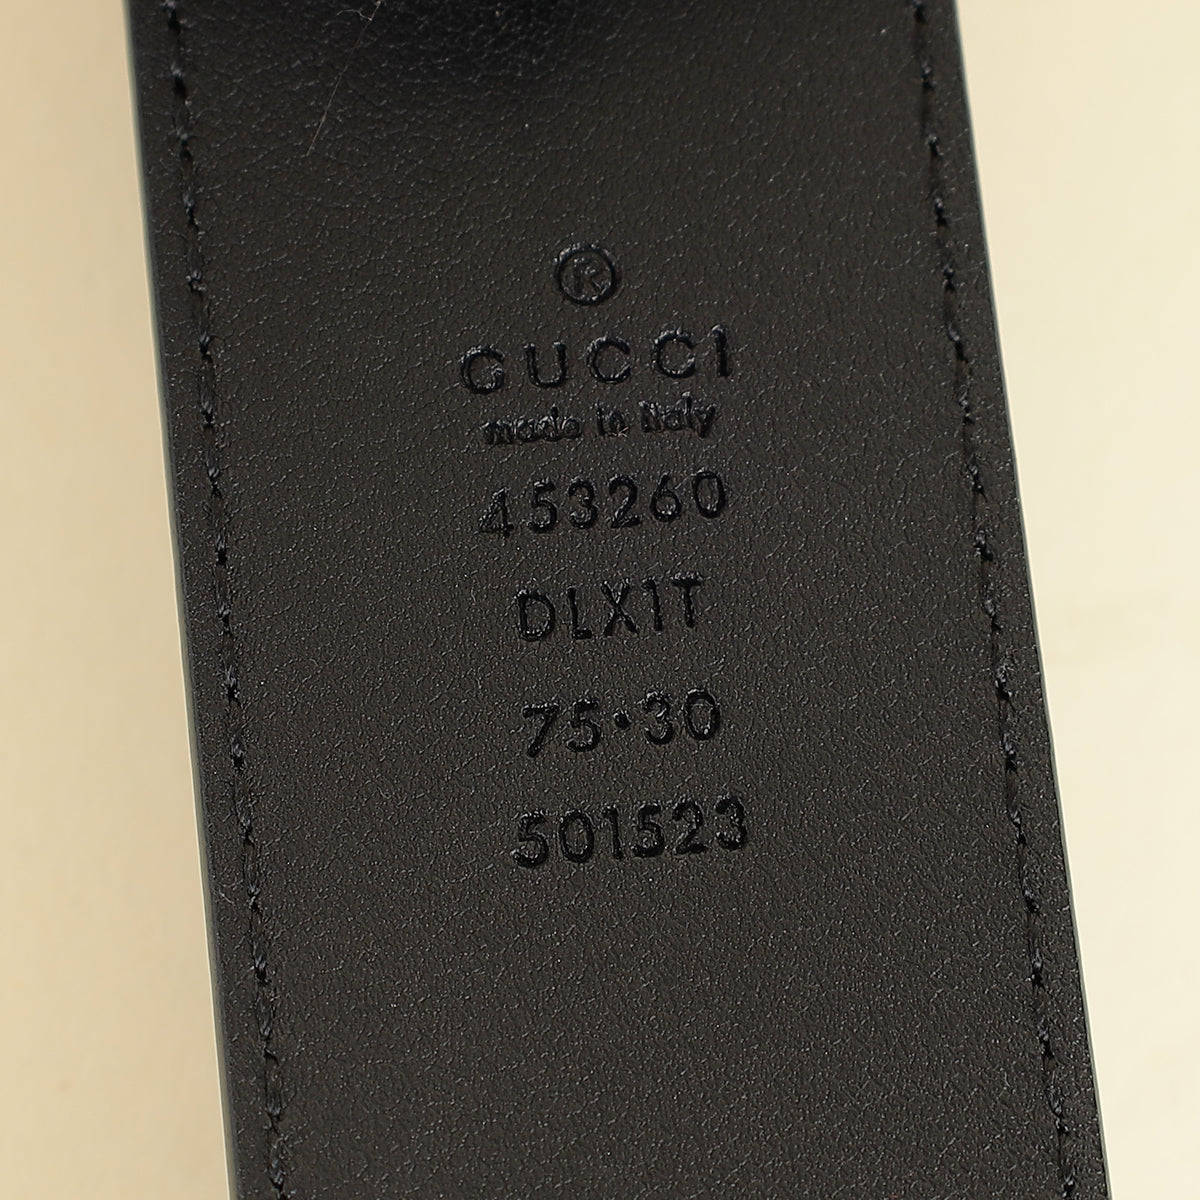 ®
GUCCI
made in italy
453260
DLX1T
75·30
501523